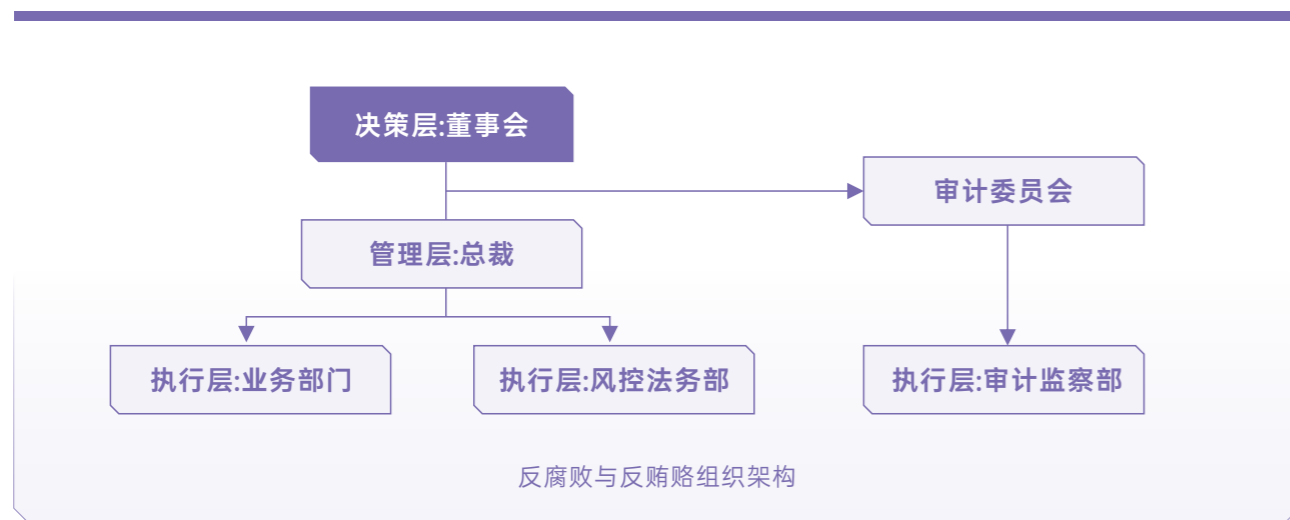 决策层:董事会
审计委员会
管理层:总裁
执行层:业务部门
执行层:风控法务部
执行层:审计监察部
反腐败与反贿赂组织架构